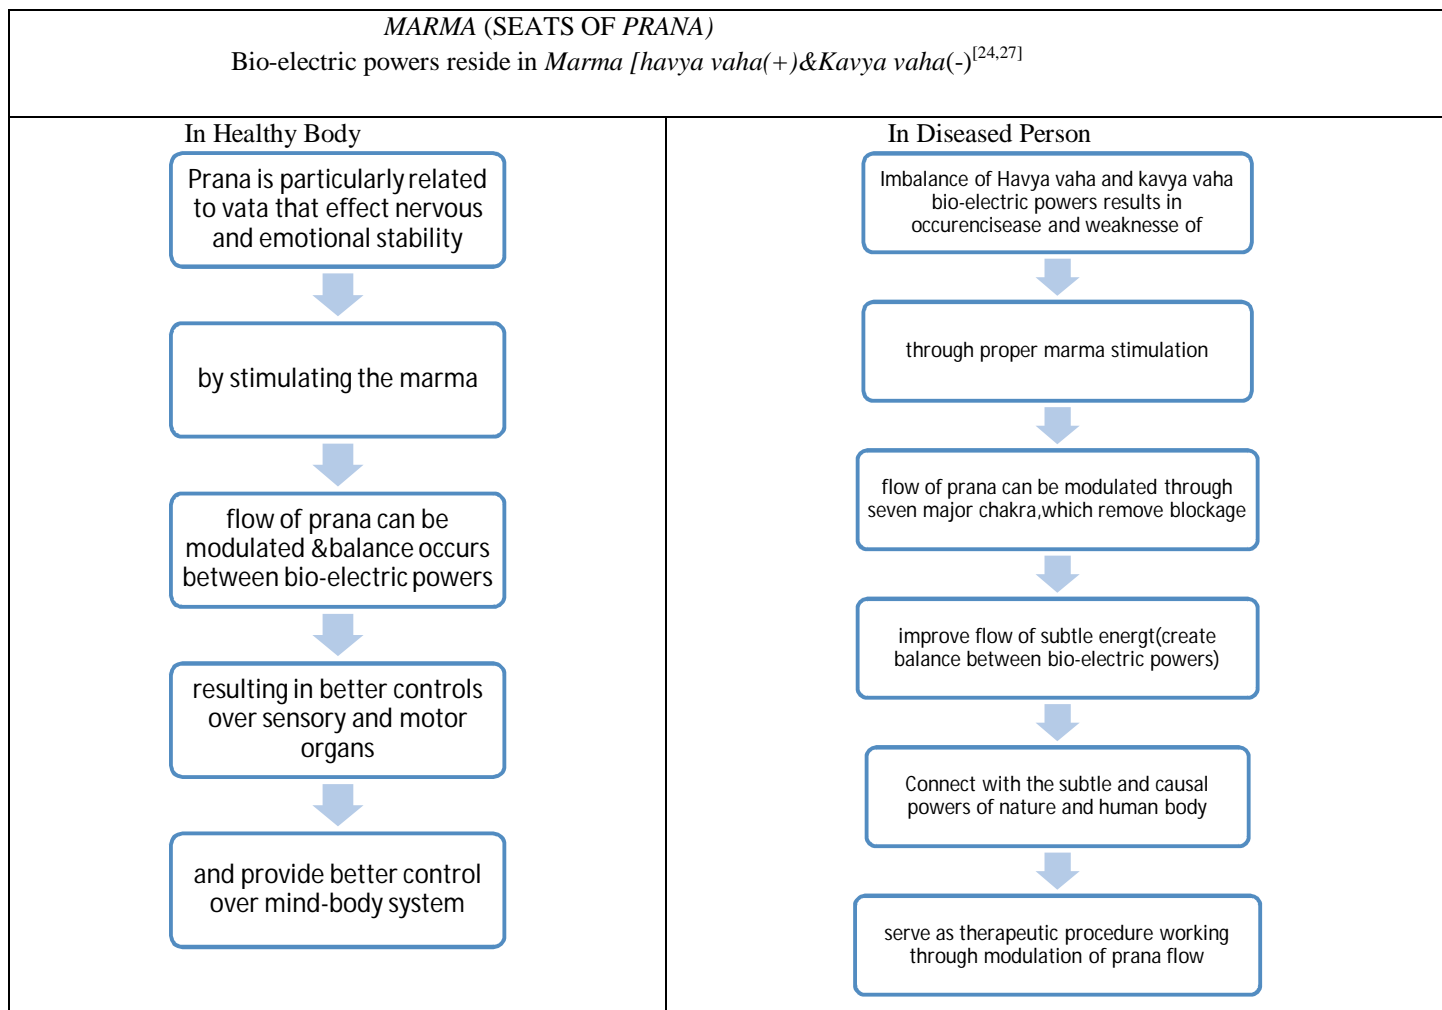 MARMA (SEATS OF PRANA)
Bio-electric powers reside in Marma [havya vaha(+)&Kavya vaha(-)[24,27]
In Healthy Body
Prana is particularly related
to vata that effect nervous
and emotional stability
by stimulating the marma
flow of prana can be
modulated &balance occurs
between bio-electric powers
resulting in better controls
over sensory and motor
organs
and provide better control
over mind-body system
In Diseased Person
Imbalance of Havya vaha and kavya vaha
bio-electric powers results in
occurencisease and weaknesse of
through proper marma stimulation
flow of prana can be modulated through
seven major chakra,which remove blockage
improve flow of subtle energt(create
balance between bio-electric powers)
Connect with the subtle and causal
powers of nature and human body
serve as therapeutic procedure working
through modulation of prana flow